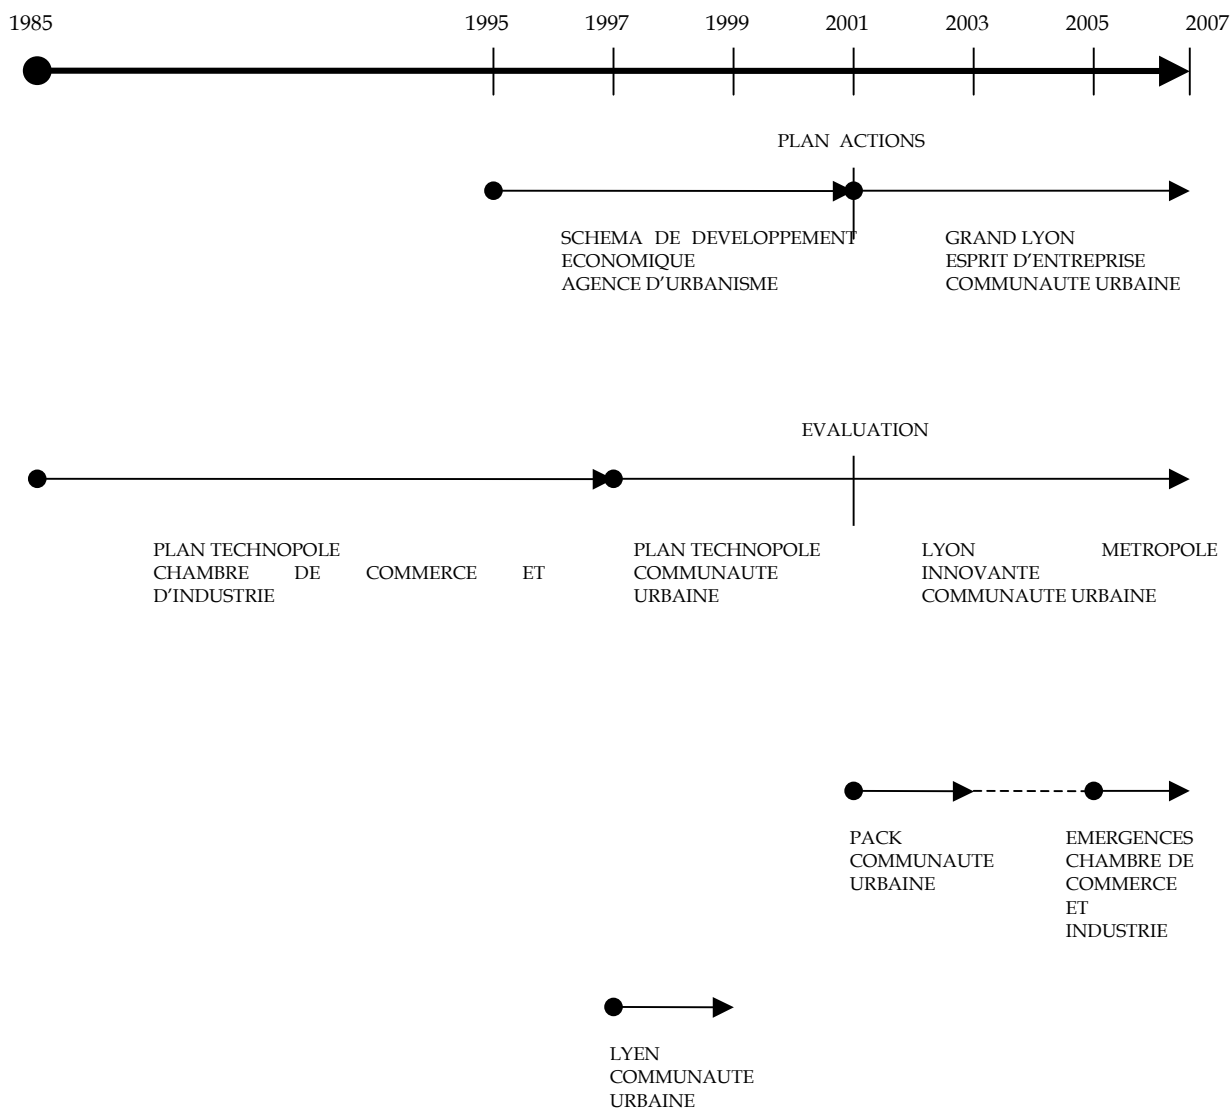 1985 1995 1997 1999 2001 2003 2005 2007
PLAN ACTIONS
SCHEMA DE DEVELOPPEMENT
ECONOMIQUE
AGENCE D'URBANISME
GRAND LYON
ESPRIT D'ENTREPRISE
COMMUNAUTE URBAINE
EVALUATION
PLAN TECHNOPOLE
CHAMBRE DE COMMERCE ET
D'INDUSTRIE
PLAN TECHNOPOLE
COMMUNAUTE
URBAINE
LYON METROPOLE
INNOVANTE
COMMUNAUTE URBAINE
PACK
COMMUNAUTE
URBAINE
EMERGENCES
CHAMBRE DE
COMMERCE
ET
INDUSTRIE
LYEN
COMMUNAUTE
URBAINE